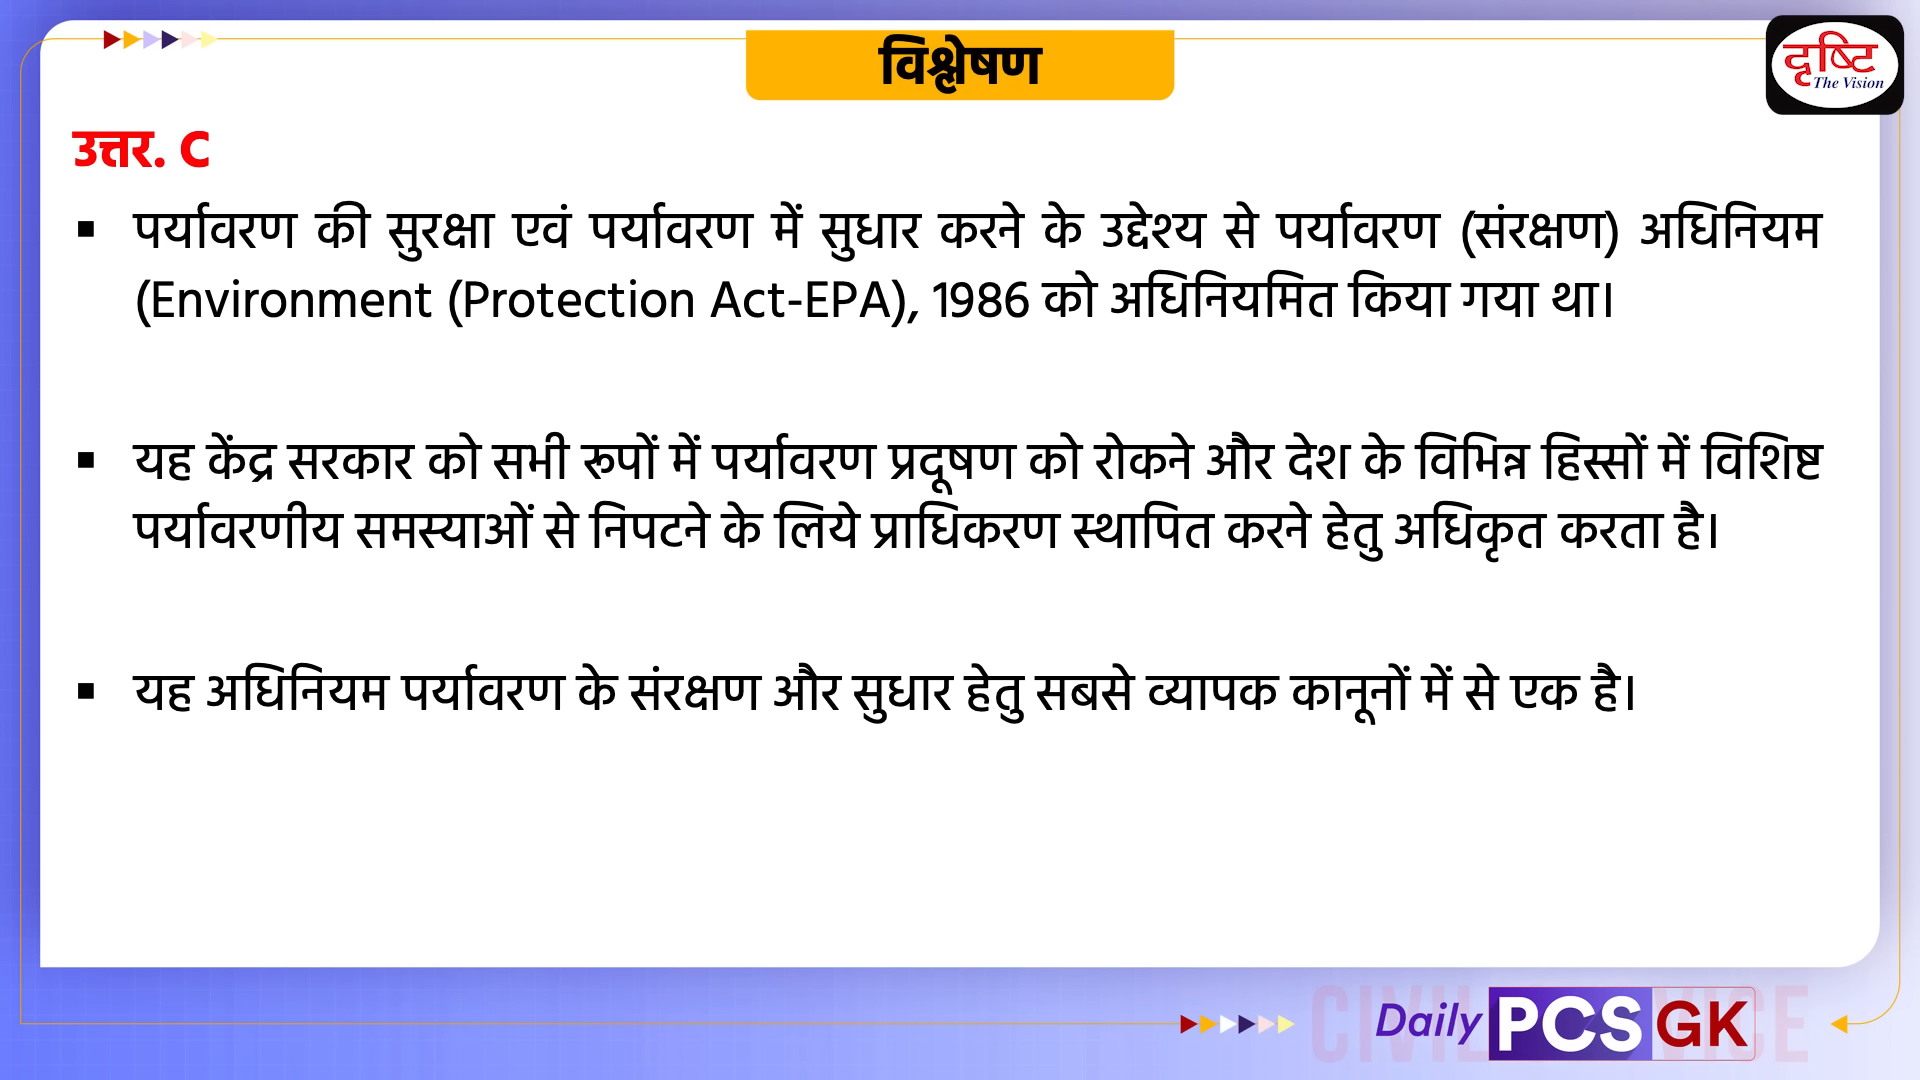 विश्लेषण
दृष्टि
The Vision
उत्तर. C
▪ पर्यावरण की सुरक्षा एवं पर्यावरण में सुधार करने के उद्देश्य से पर्यावरण (संरक्षण) अधिनियम
(Environment (Protection Act-EPA), 1986 को अधिनियमित किया गया था।
▪ यह केंद्र सरकार को सभी रूपों में पर्यावरण प्रदूषण को रोकने और देश के विभिन्न हिस्सों में विशिष्ट
पर्यावरणीय समस्याओं से निपटने के लिये प्राधिकरण स्थापित करने हेतु अधिकृत करता है।
▪ यह अधिनियम पर्यावरण के संरक्षण और सुधार हेतु सबसे व्यापक कानूनों में से एक है।
Daily PCS GK